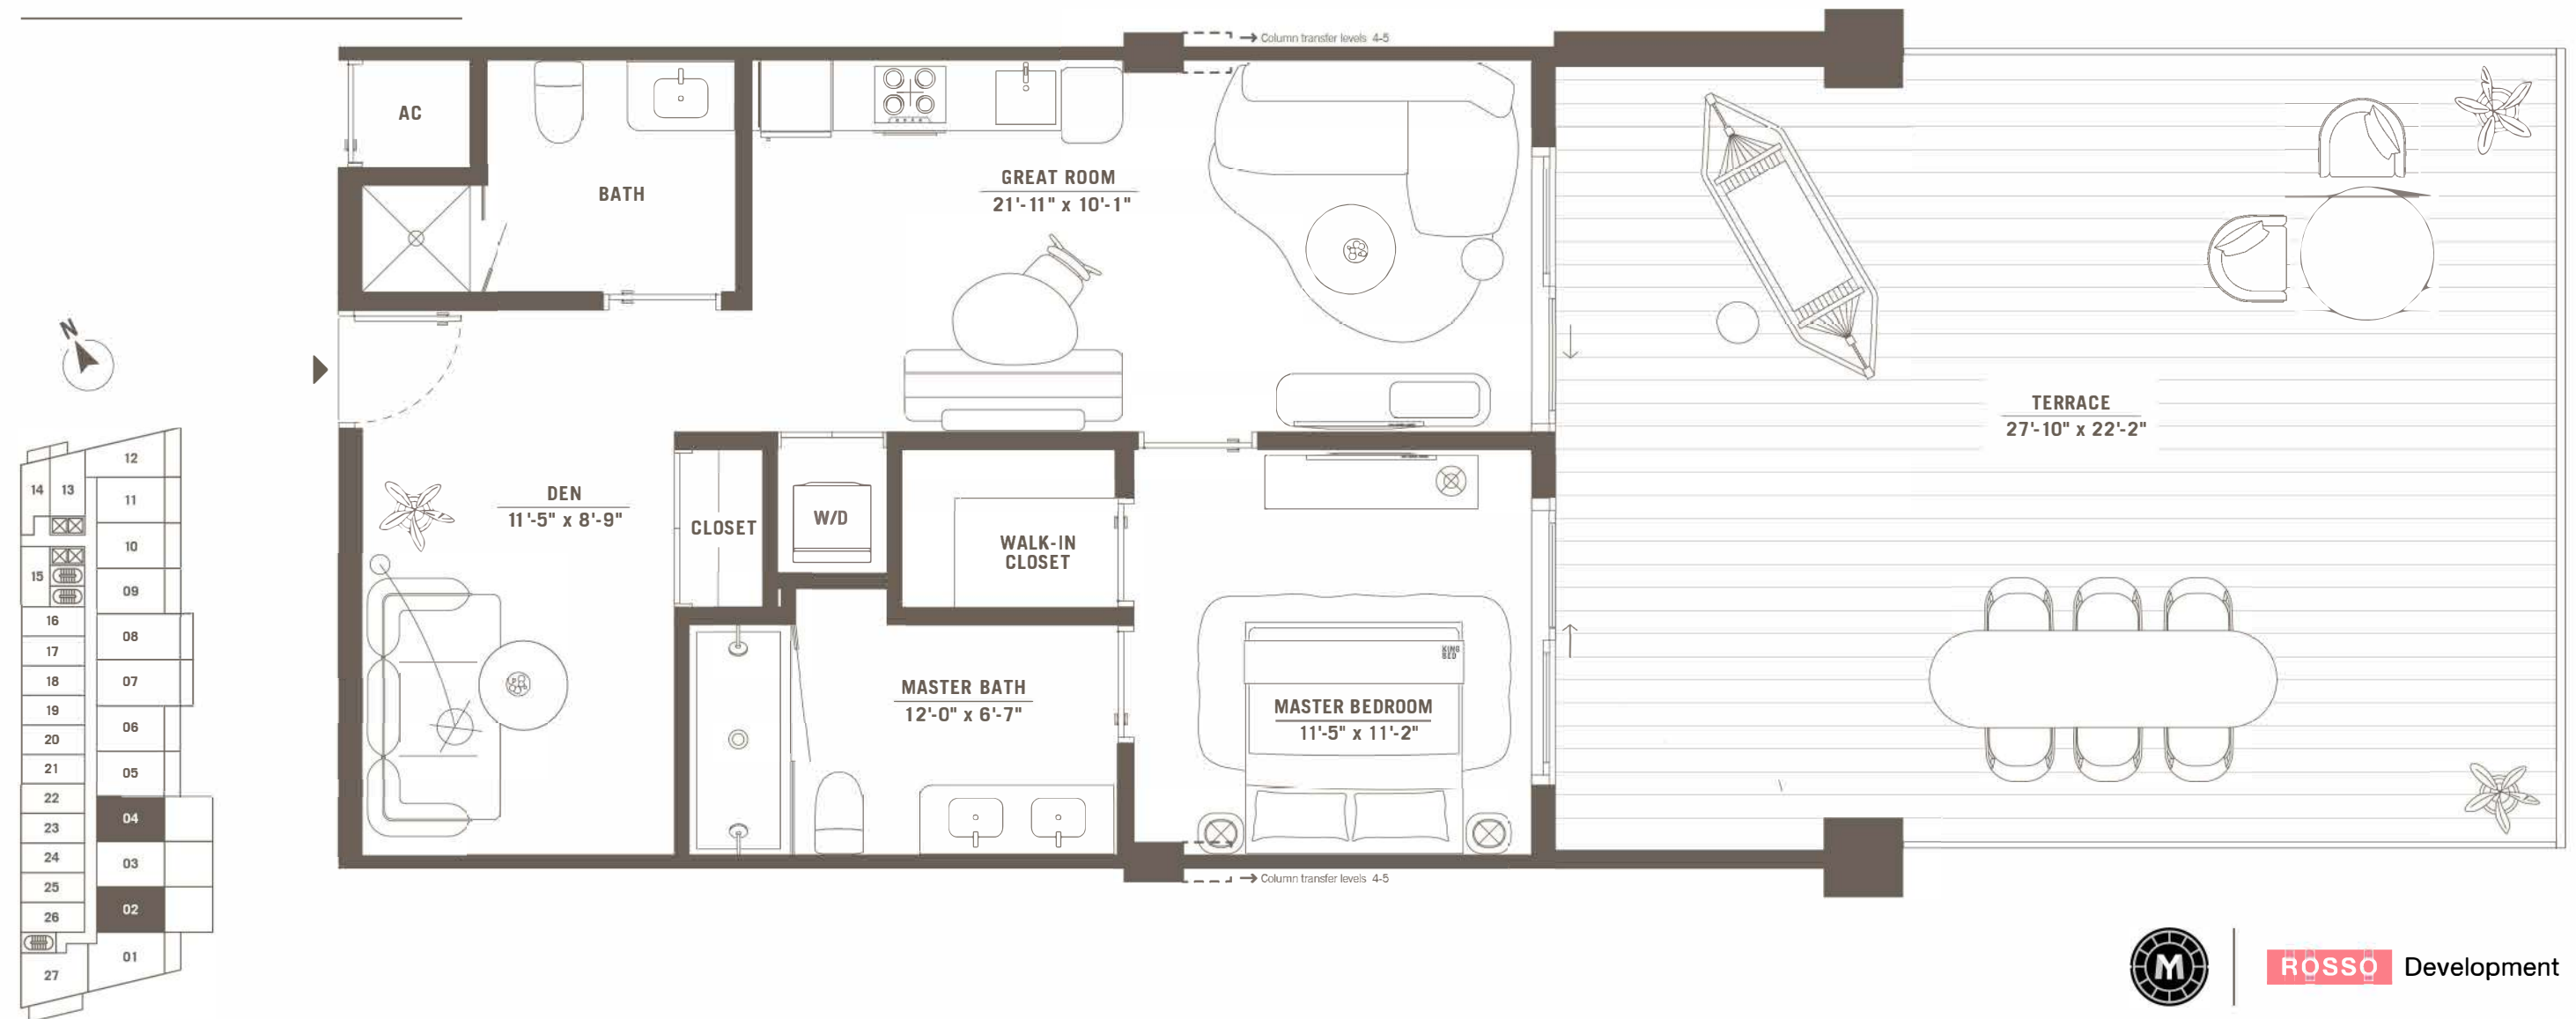 Column transfer levels 4-5
AC
BATH
GREAT ROOM
21'-11" x 10'-1"
TERRACE
27'-10" x 22'-2"
N
DEN
11'-5" x 8'-9"
CLOSET
W/D
WALK-IN
CLOSET
MASTER BATH
12'-0" x 6'-7"
KING
BED
MASTER BEDROOM
11'-5" x 11'-2"
Column transfer levels 4-5
12
14
13
11
10
15
09
16
08
17
07
18
19
06
20
21
05
22
04
23
24
03
25
02
26
01
27
M
ROSSO Development